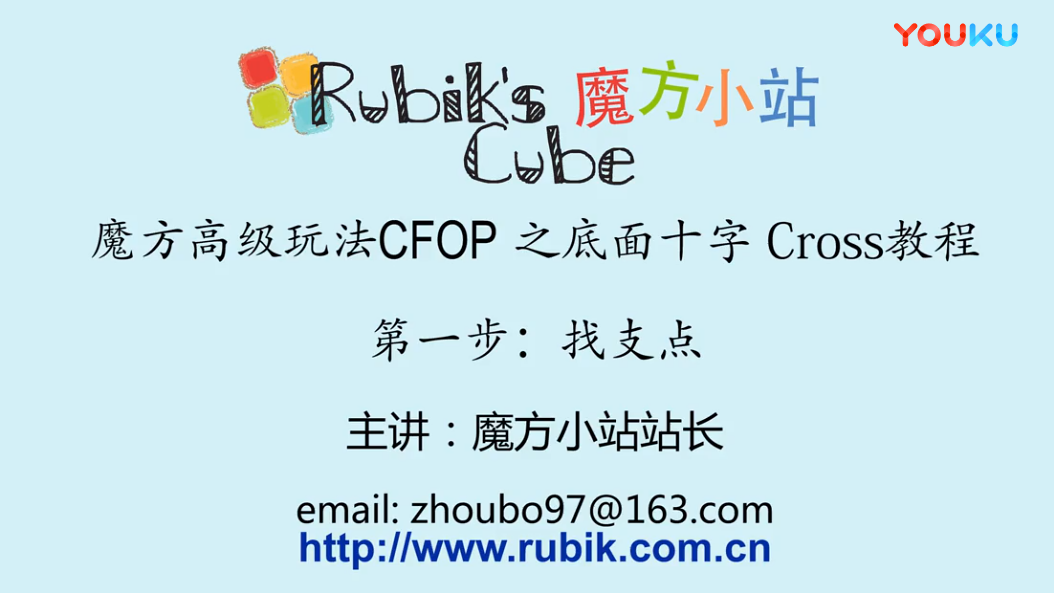 YOUKU
Rubik's 魔方小站
Cube
魔方高级玩法CFOP 之底面十字 Cross教程
第一步：找支点
主讲：魔方小站站长
email: zhoubo97@163.com
http://www.rubik.com.cn